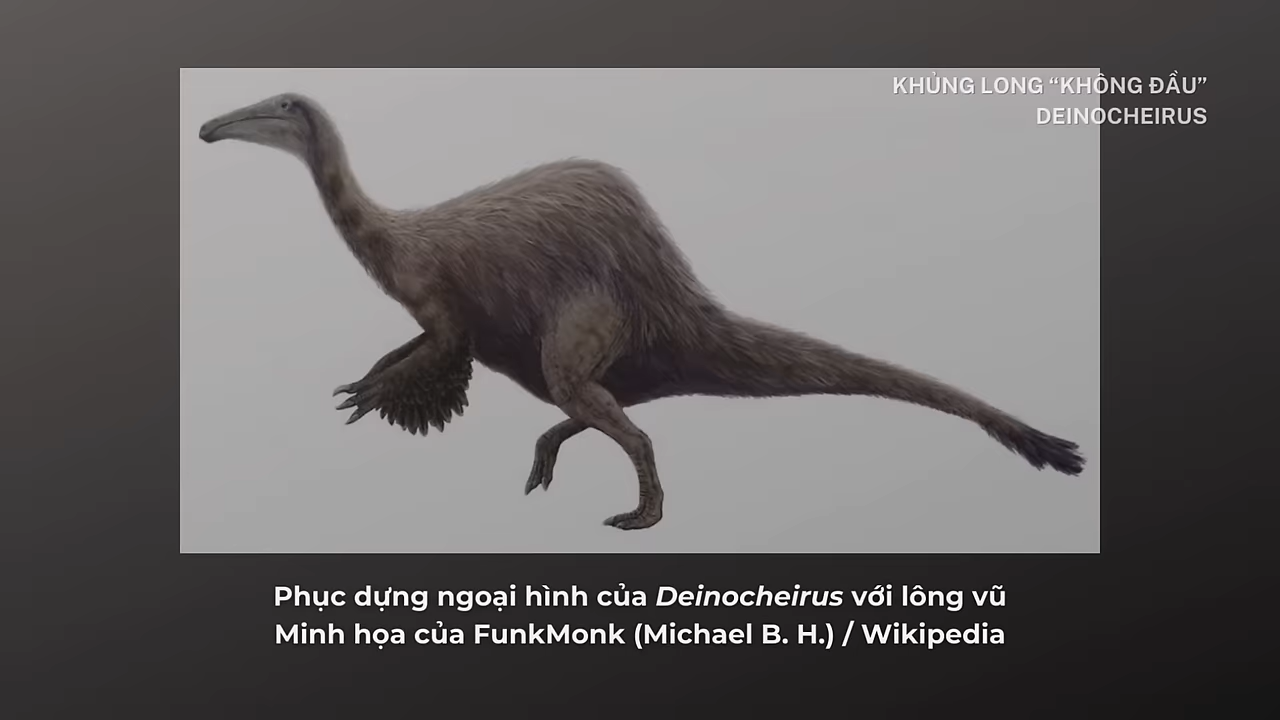 KHỦNG LONG “KHÔNG ĐẦU”
DEINOCHEIRUS
Phục dựng ngoại hình của Deinocheirus với lông vũ
Minh họa của FunkMonk (Michael B. H.) / Wikipedia